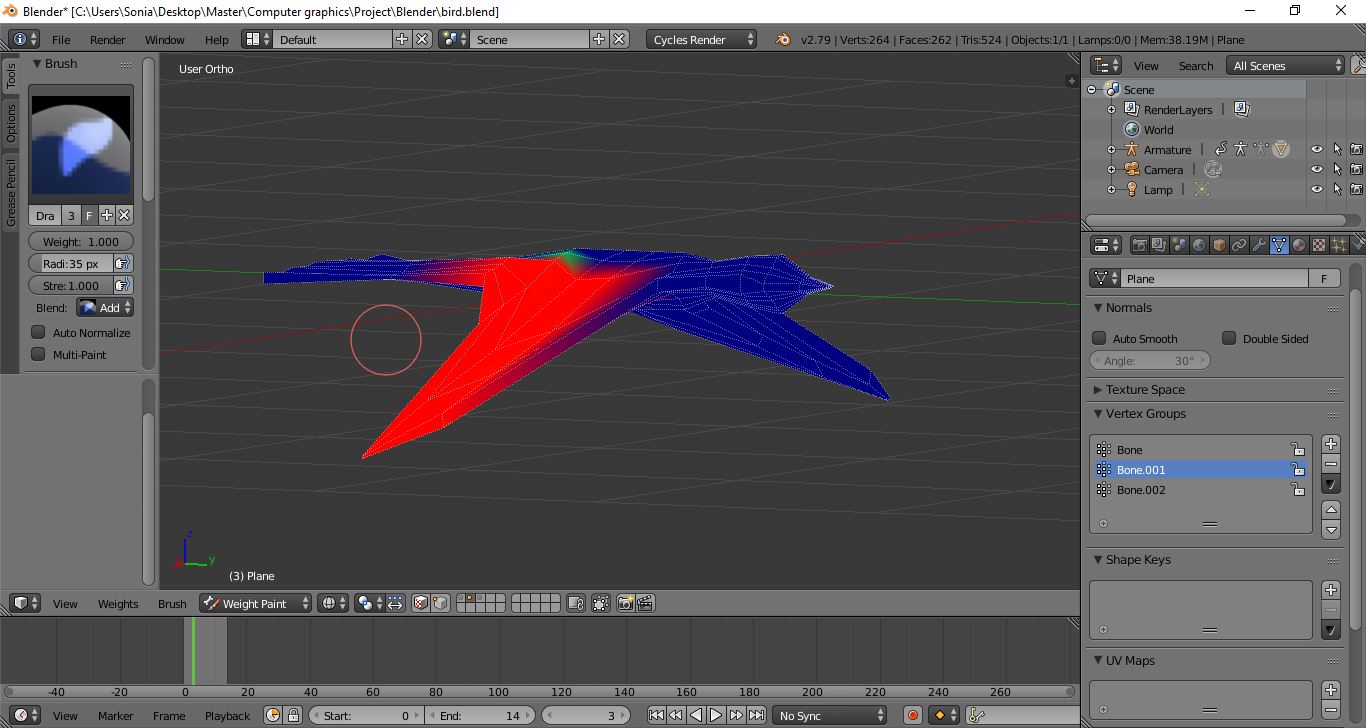 Blender* [C:\Users\Sonia\Desktop\Master\Computer graphics\Project\Blender\bird.blend]
File Render Window Help Default Scene Cycles Render v2.79 | Verts:264 | Faces:262 | Tris:524 | Objects:1/1 | Lamps:0/0 | Mem:38.19M | Plane
Tools
Options
Grease Pencil
Brush
Dra 3 F
Weight: 1.000
Radi:35 px
Stre:1.000
Blend: Add
Auto Normalize
Multi-Paint
User Ortho
z
y
(3) Plane
View Weights Brush Weight Paint
-40 -20 0 20 40 60 80 100 120 140 160 180 200 220 240 260
View Marker Frame Playback Start: 0 End: 14 3 No Sync
View Search All Scenes
Scene
RenderLayers
World
Armature
Camera
Lamp
Plane F
Normals
Auto Smooth Double Sided
Angle: 30°
Texture Space
Vertex Groups
Bone
Bone.001
Bone.002
Shape Keys
UV Maps